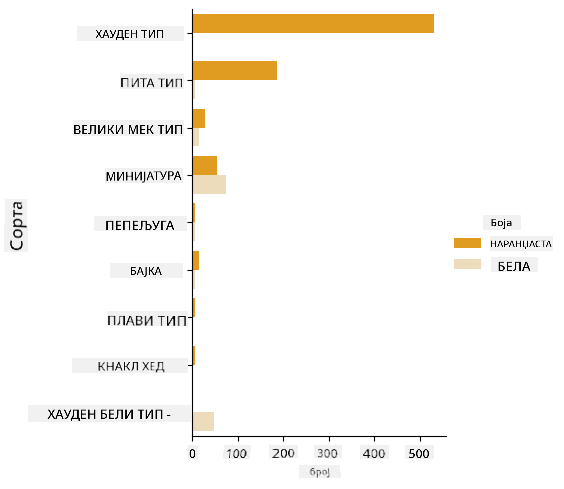 ХАУДЕН ТИП
ПИТА ТИП
ВЕЛИКИ МЕК ТИП
МИНИЈАТУРА
ПЕПЕЉУГА
БАЈКА
ПЛАВИ ТИП
КНАКЛ ХЕД
ХАУДЕН БЕЛИ ТИП -
Сорта
0 100 200 300 400 500
број
Боја
НАРАНЏАСТА
БЕЛА